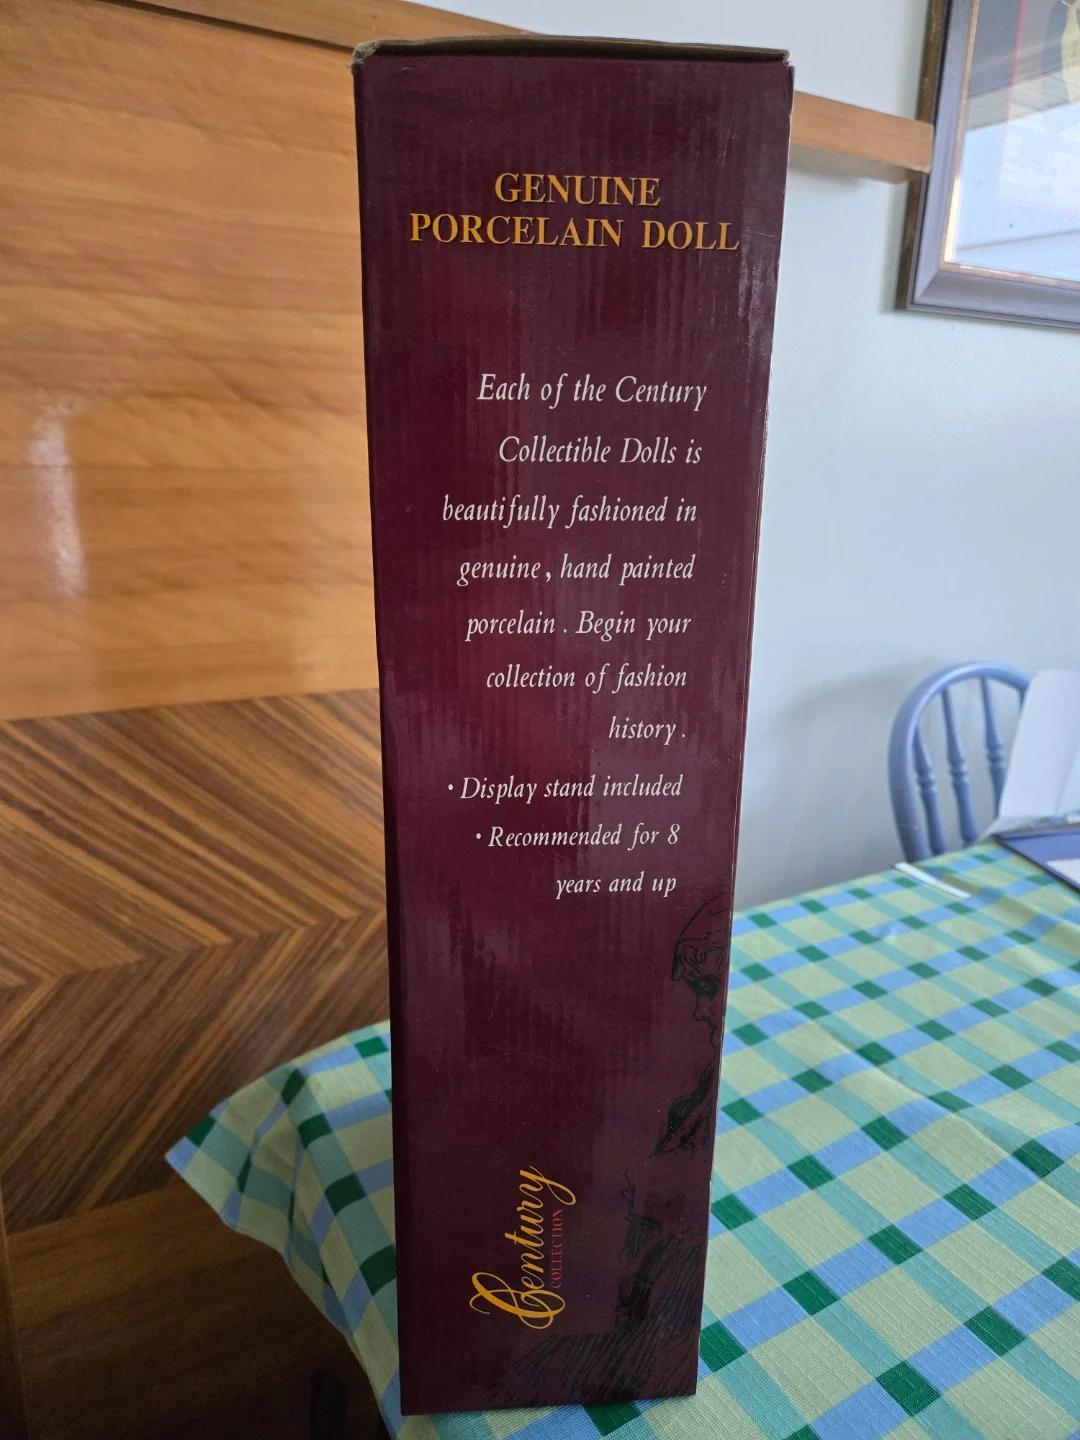 GENUINE
PORCELAIN DOLL
Each of the Century
Collectible Dolls is
beautifully fashioned in
genuine, hand painted
porcelain. Begin your
collection of fashion
history.
• Display stand included
• Recommended for 8
years and up
Century
COLLECTION